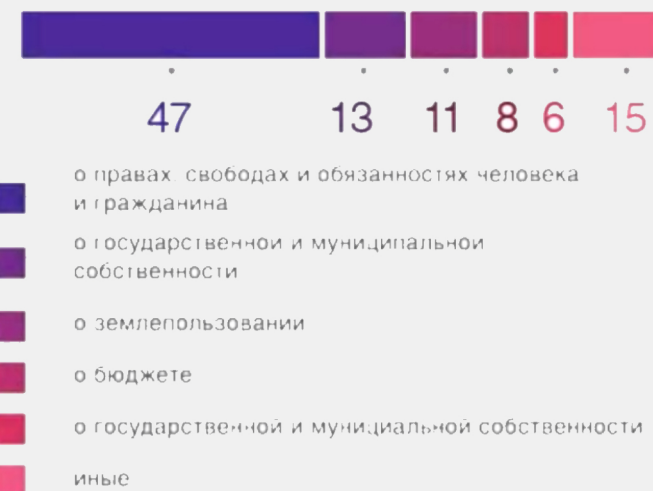 47 13 11 8 6 15
о правах, свободах и обязанностях человека
и гражданина
о государственной и муниципальной
собственности
о землепользовании
о бюджете
о государственной и мунициальной собственности
иные